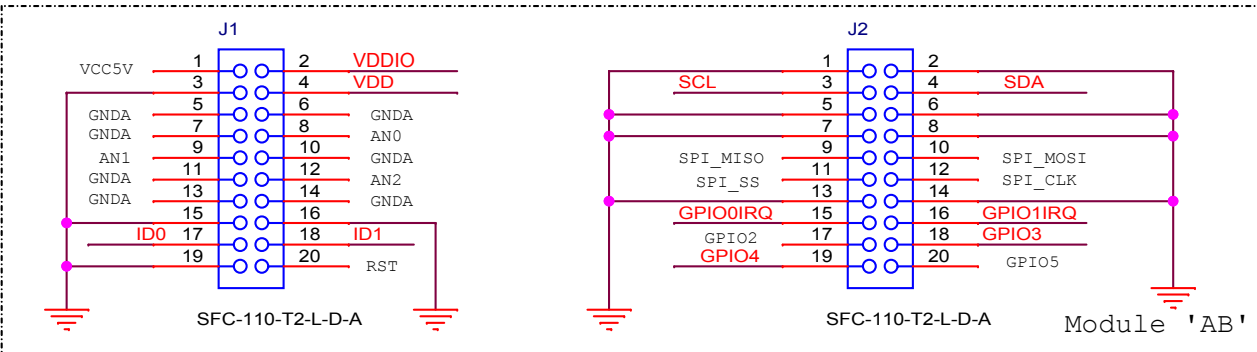 J1 J2
1 2 VDDIO 1 2
VCC5V 3 4 VDD SCL 3 4 SDA
GNDA 5 6 GNDA 5 6
GNDA 7 8 AN0 7 8
AN1 9 10 GNDA SPI_MISO 9 10 SPI_MOSI
GNDA 11 12 AN2 SPI_SS 11 12 SPI_CLK
GNDA 13 14 GNDA 13 14
15 16 GPIO0IRQ 15 16 GPIO1IRQ
ID0 17 18 ID1 GPIO2 17 18 GPIO3
19 20 RST GPIO4 19 20 GPIO5
SFC-110-T2-L-D-A SFC-110-T2-L-D-A Module 'AB'